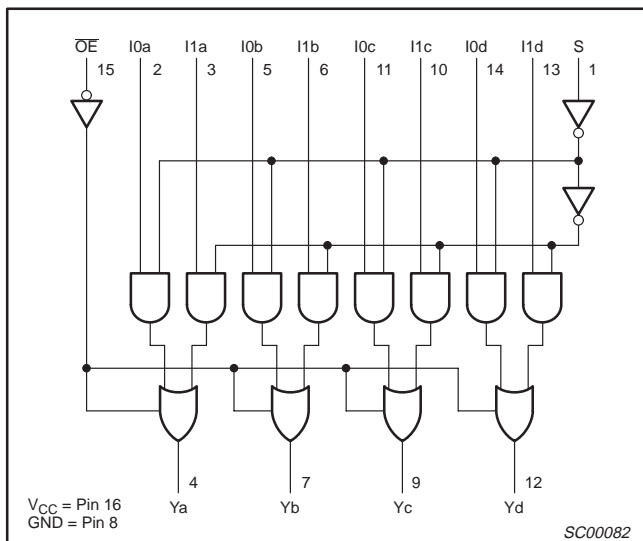 OE I0a I1a I0b I1b I0c I1c I0d I1d S
15 2 3 5 6 11 10 14 13 1
4 7 9 12
Ya Yb Yc Yd
VCC = Pin 16
GND = Pin 8
SC00082